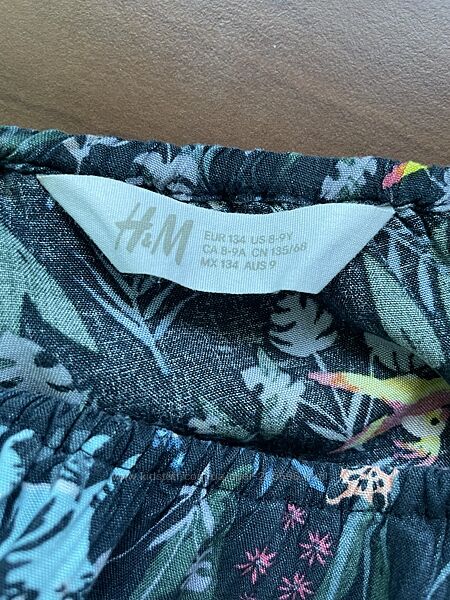 H&M
EUR 134 US 8-9Y
CA 8-9A CN 135/68
MX 134 AUS 9